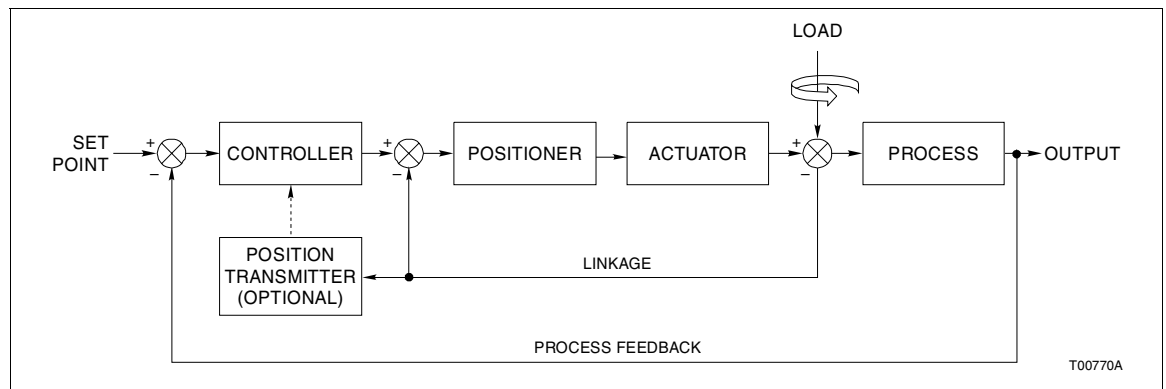 LOAD
SET
POINT
+
−
CONTROLLER
+
−
POSITIONER
ACTUATOR
+
−
PROCESS
OUTPUT
POSITION
TRANSMITTER
(OPTIONAL)
LINKAGE
PROCESS FEEDBACK
T00770A